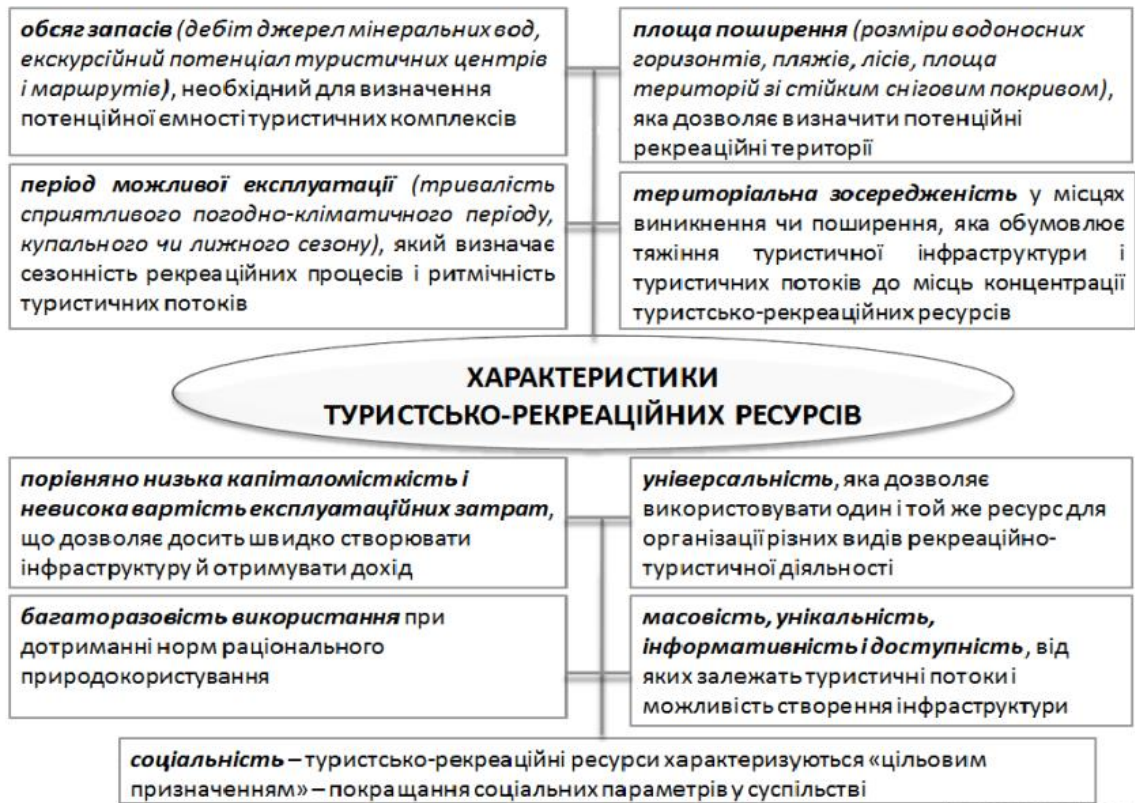 обсяг запасів (дебіт джерел мінеральних вод,
екскурсійний потенціал туристичних центрів
і маршрутів), необхідний для визначення
потенційної ємності туристичних комплексів
площа поширення (розміри водоносних
горизонтів, пляжів, лісів, площа
територій зі стійким сніговим покривом),
яка дозволяє визначити потенційні
рекреаційні території
період можливої експлуатації (тривалість
сприятливого погодно-кліматичного періоду,
купального чи лижного сезону), який визначає
сезонність рекреаційних процесів і ритмічність
туристичних потоків
територіальна зосередженість у місцях
виникнення чи поширення, яка обумовлює
тяжіння туристичної інфраструктури і
туристичних потоків до місць концентрації
туристсько-рекреаційних ресурсів
ХАРАКТЕРИСТИКИ
ТУРИСТСЬКО-РЕКРЕАЦІЙНИХ РЕСУРСІВ
порівняно низька капіталомісткість і
невисока вартість експлуатаційних затрат,
що дозволяє досить швидко створювати
інфраструктуру й отримувати дохід
універсальність, яка дозволяє
використовувати один і той же ресурс для
організації різних видів рекреаційно-
туристичної діяльності
багаторазовість використання при
дотриманні норм раціонального
природокористування
масовість, унікальність,
інформативність і доступність, від
яких залежать туристичні потоки і
можливість створення інфраструктури
соціальність – туристсько-рекреаційні ресурси характеризуються «цільовим
призначенням» – покращання соціальних параметрів у суспільстві